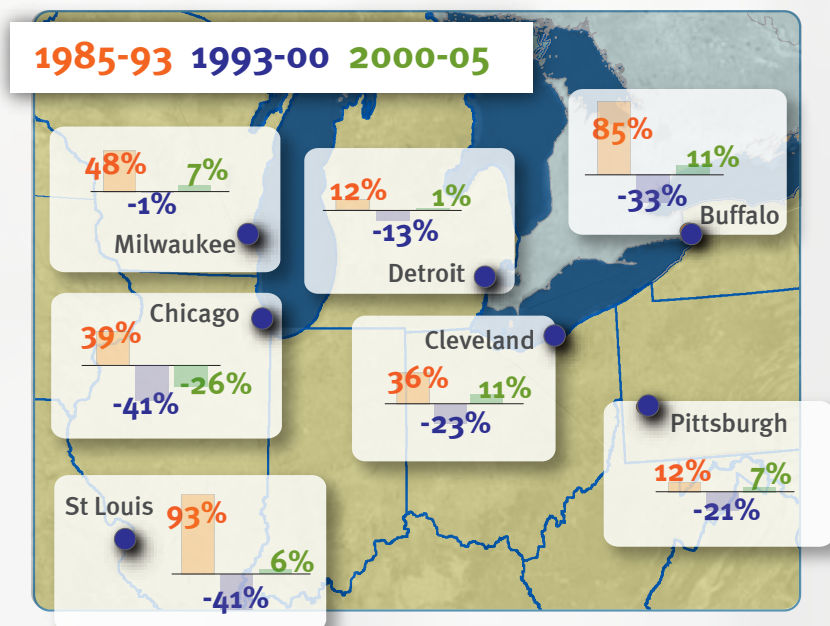 1985-93 1993-00 2000-05
48% 7%
-1%
Milwaukee
12% 1%
-13%
Detroit
85% 11%
-33%
Buffalo
Chicago
39%
-41% -26%
Cleveland
36% 11%
-23%
Pittsburgh
12% 7%
-21%
St Louis
93% 6%
-41%